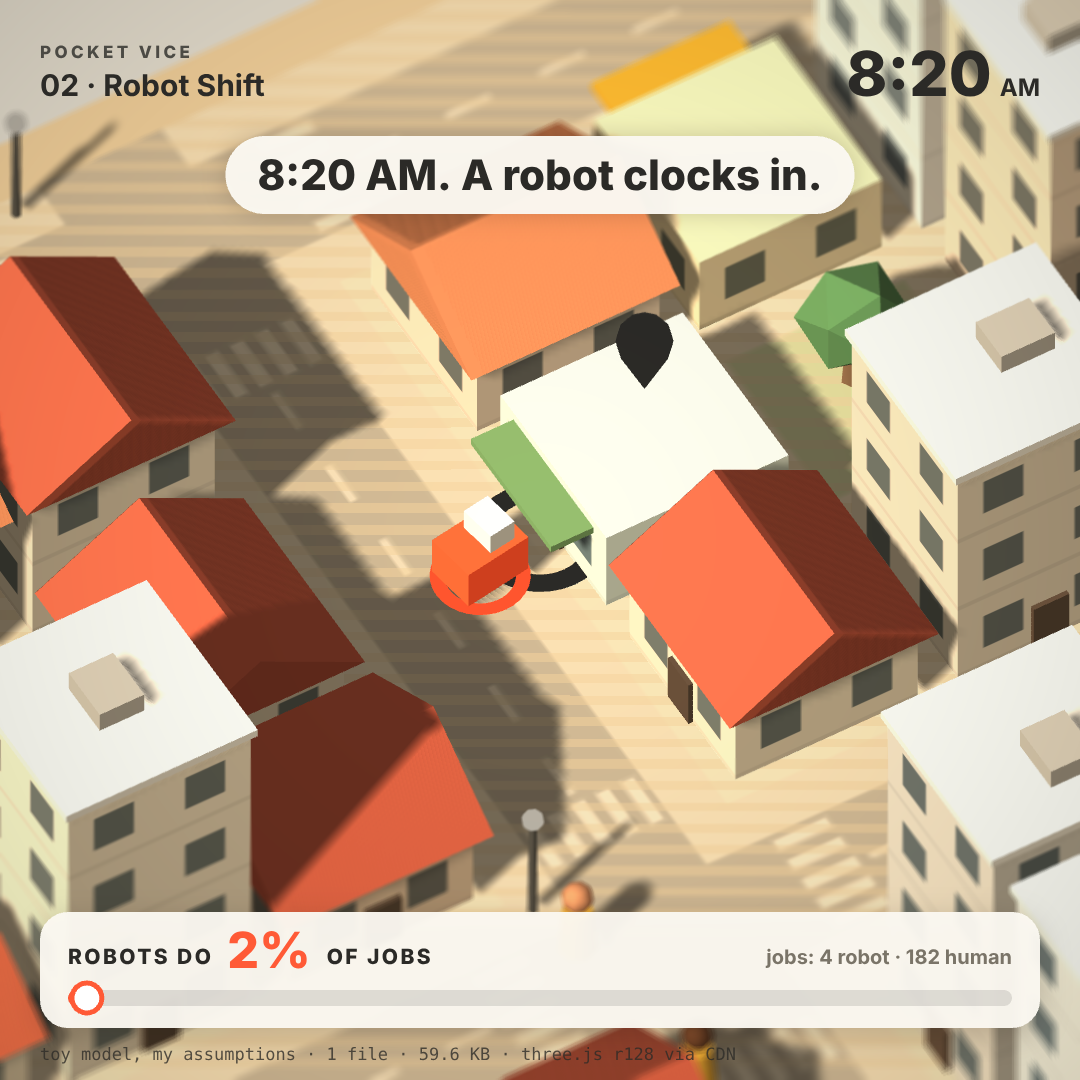 POCKET VICE
02 · Robot Shift
8:20 AM
8:20 AM. A robot clocks in.
ROBOTS DO 2% OF JOBS
jobs: 4 robot · 182 human
toy model, my assumptions · 1 file · 59.6 KB · three.js r128 via CDN